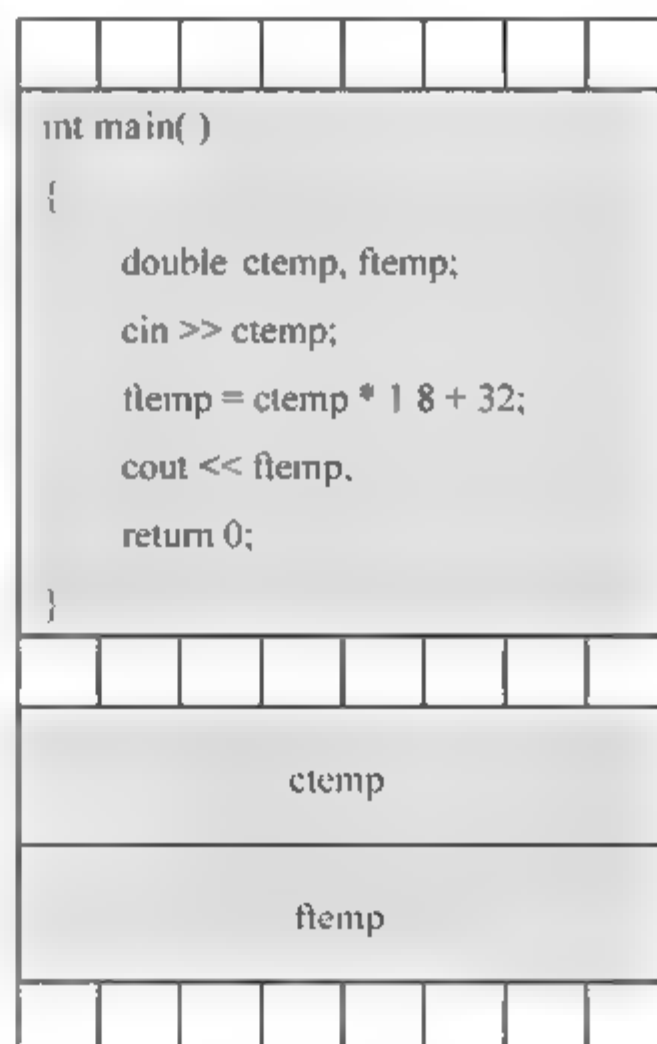 int main( )
{
double ctemp, ftemp;
cin >> ctemp;
ftemp = ctemp * 1 8 + 32;
cout << ftemp.
return 0;
}
ctemp
ftemp